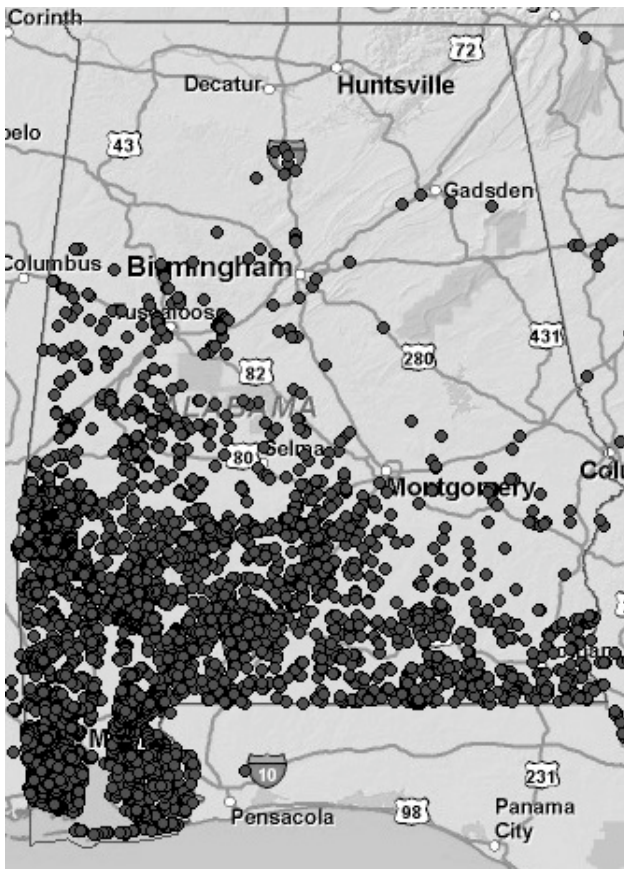 Corinth
72
Decatur
Huntsville
43
Gadsden
Columbus
Birmingham
Tuscaloosa
431
280
82
ALABAMA
80
Selma
Montgomery
Colu
10
231
Pensacola
98
Panama
City